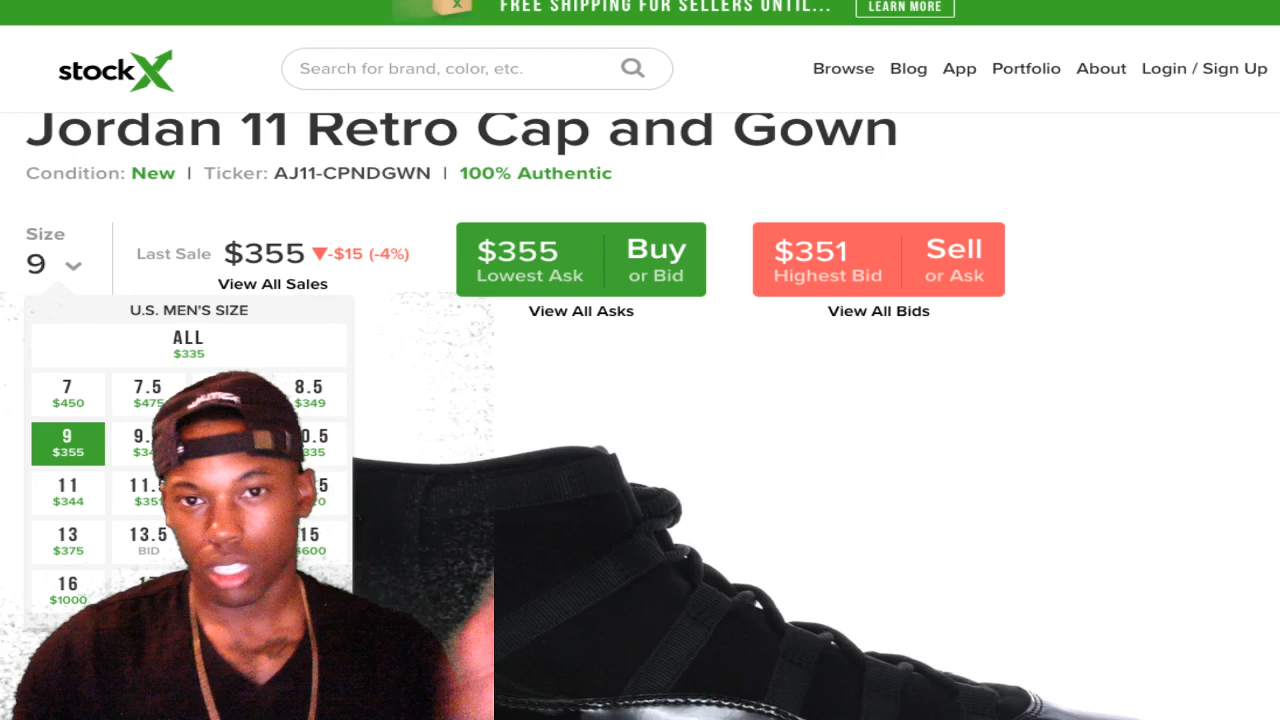 FREE SHIPPING FOR SELLERS UNTIL... LEARN MORE
stockX Search for brand, color, etc. Browse Blog App Portfolio About Login / Sign Up
Jordan 11 Retro Cap and Gown
Condition: New | Ticker: AJ11-CPNDGWN | 100% Authentic
Size
9
Last Sale $355 ▼-$15 (-4%)
View All Sales
$355 Buy
Lowest Ask or Bid
View All Asks
$351 Sell
Highest Bid or Ask
View All Bids
U.S. MEN'S SIZE
ALL
$335
7 7.5 8.5
$450 $475 $349
9
$355
11
$344
13 13.5 15
$375 BID $600
16
$1000